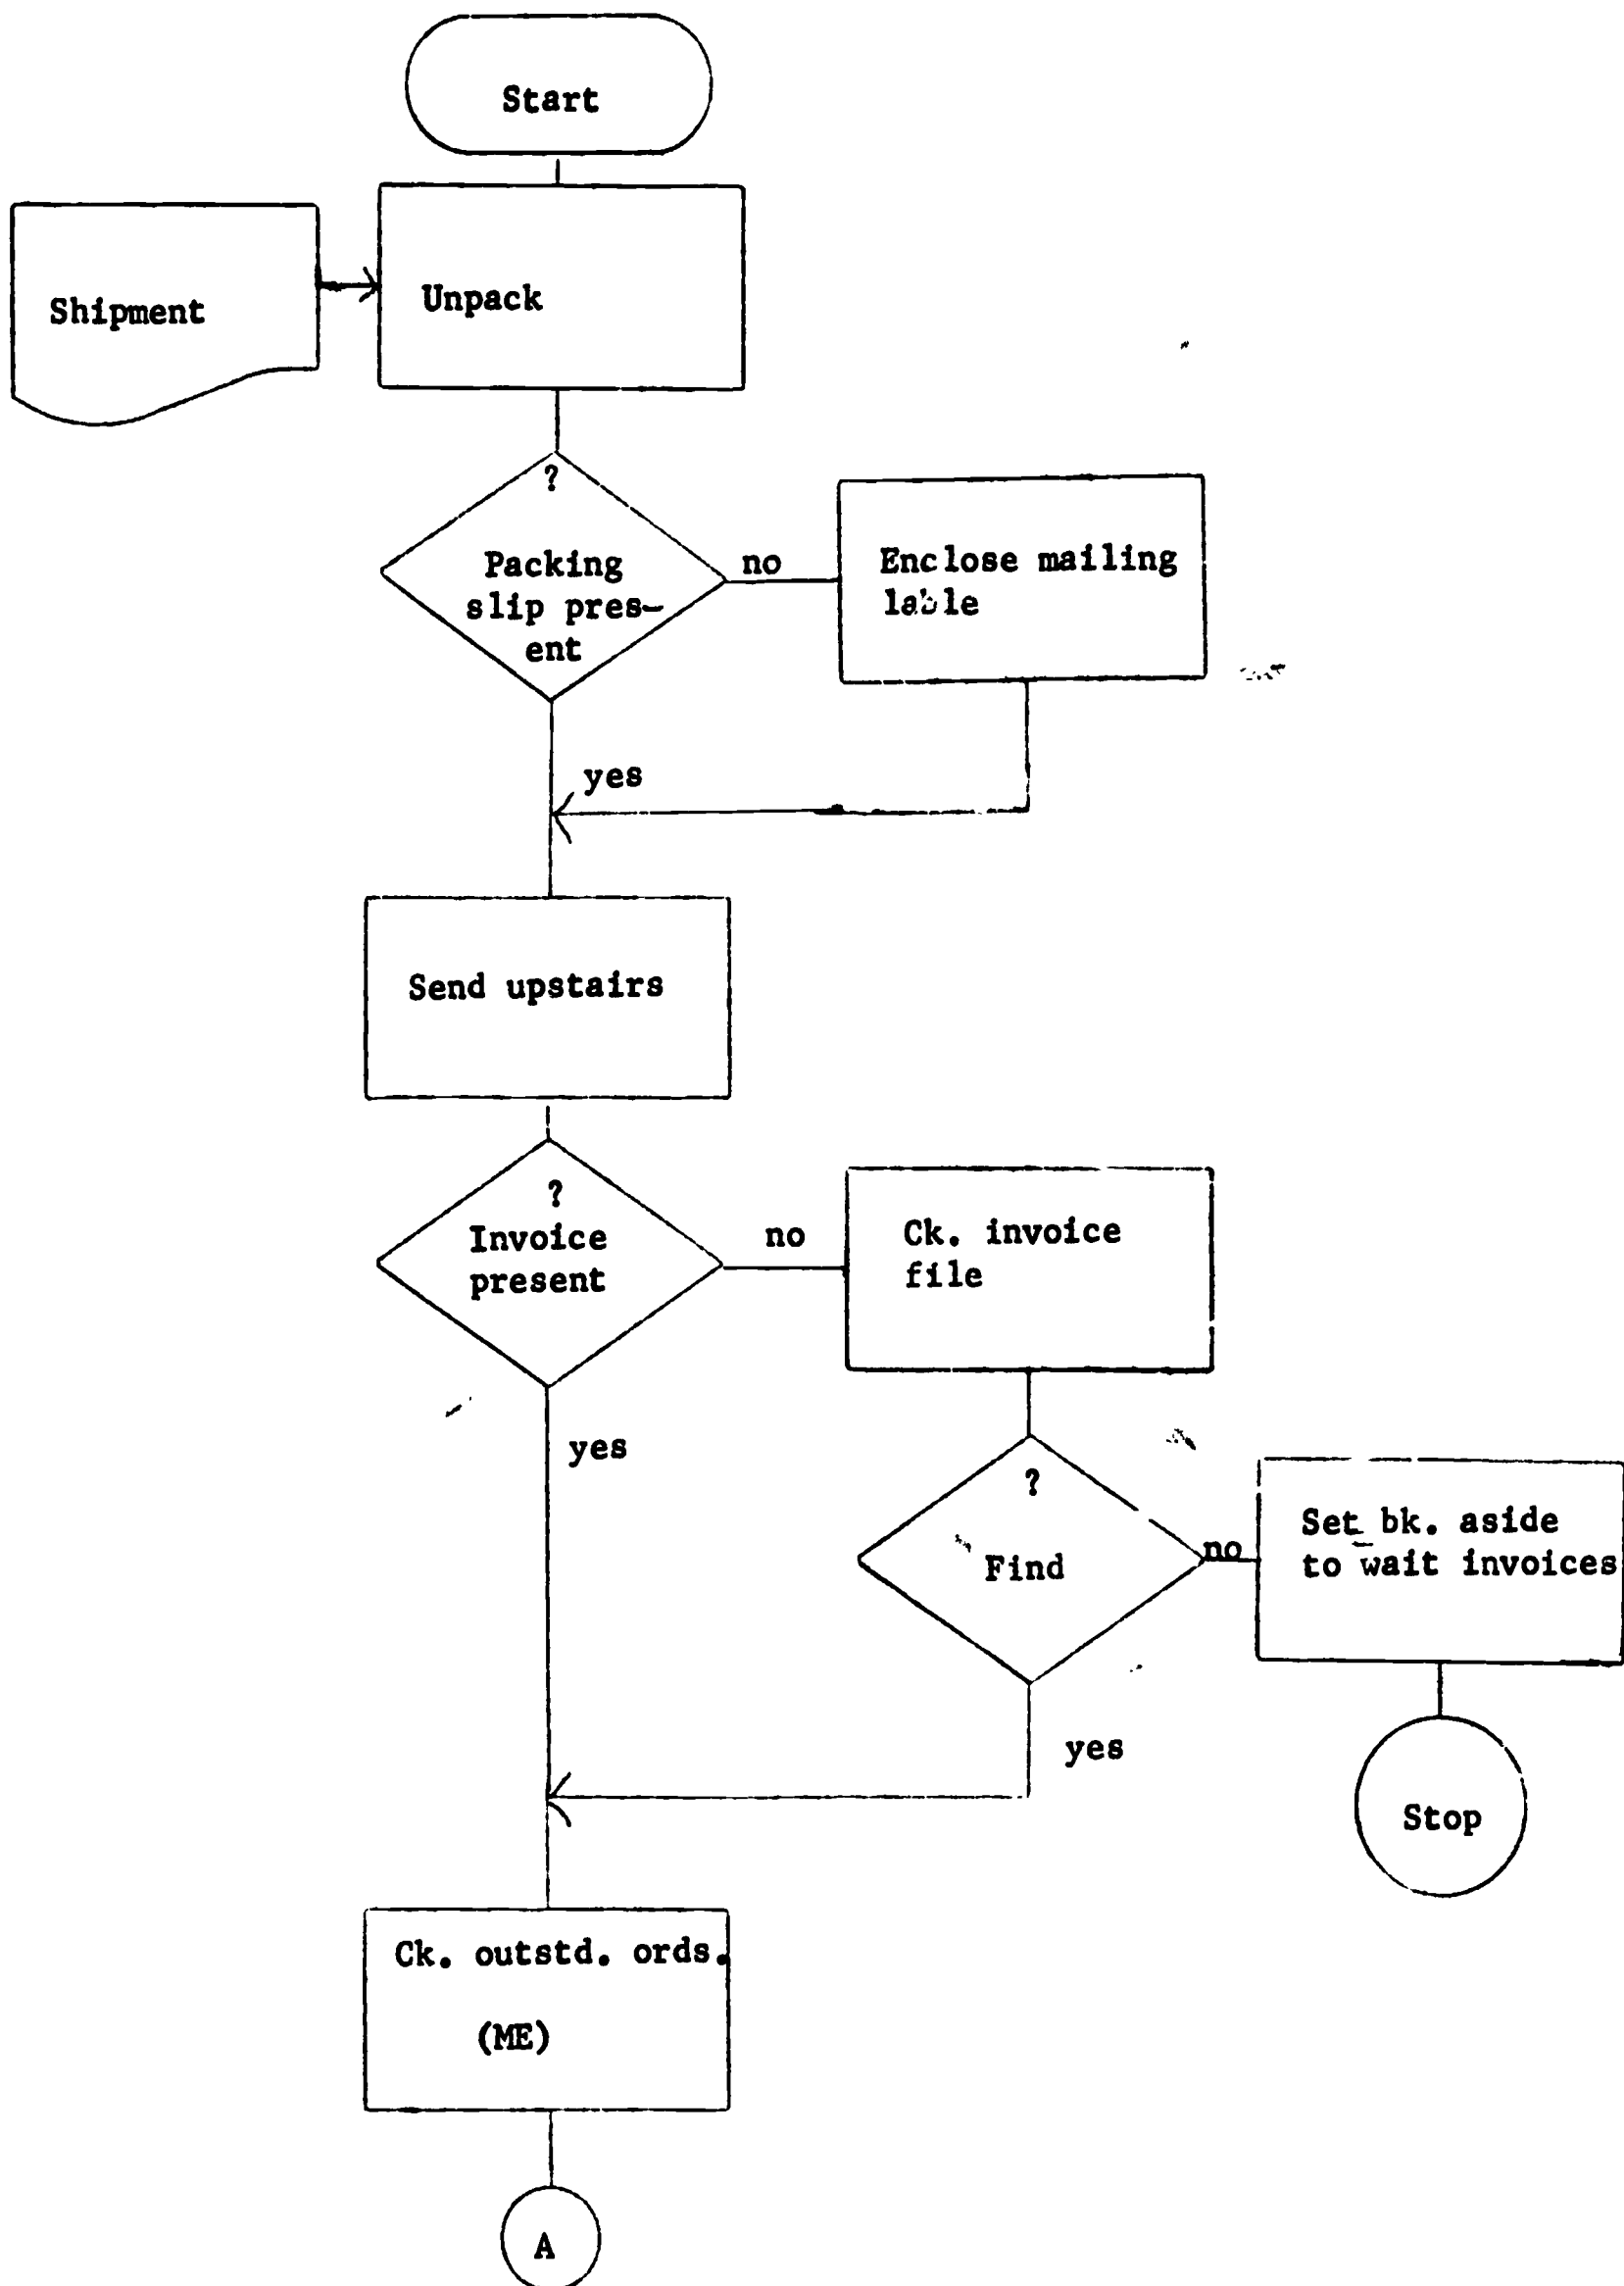 Start
Shipment
Unpack
?
Packing
slip pres-
ent
no
Enclose mailing
lable
yes
Send upstairs
?
Invoice
present
no
Ck. invoice
file
yes
?
Find
no
Set bk. aside
to wait invoices
yes
Stop
Ck. outstd. ords.
(ME)
A